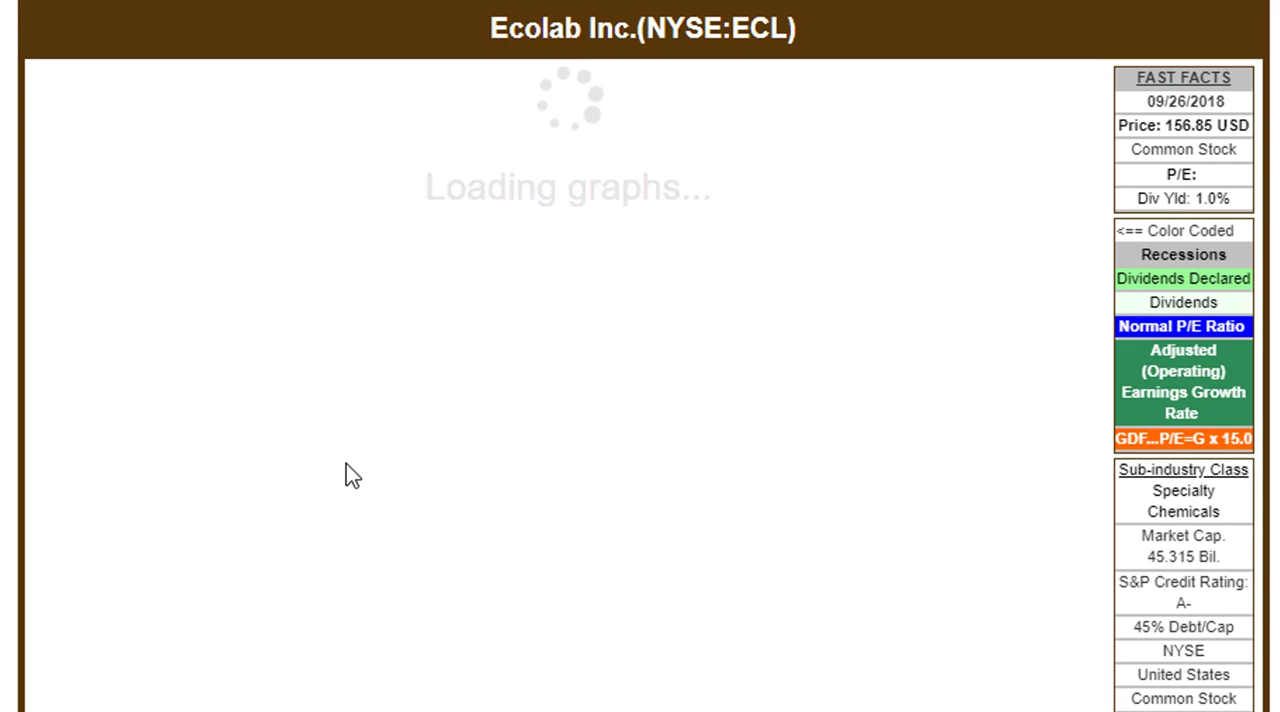 Ecolab Inc.(NYSE:ECL)
Loading graphs...
FAST FACTS
09/26/2018
Price: 156.85 USD
Common Stock
P/E:
Div Yld: 1.0%
<== Color Coded
Recessions
Dividends Declared
Dividends
Normal P/E Ratio
Adjusted
(Operating)
Earnings Growth
Rate
GDF...P/E=G x 15.0
Sub-industry Class
Specialty
Chemicals
Market Cap.
45.315 Bil.
S&P Credit Rating:
A-
45% Debt/Cap
NYSE
United States
Common Stock